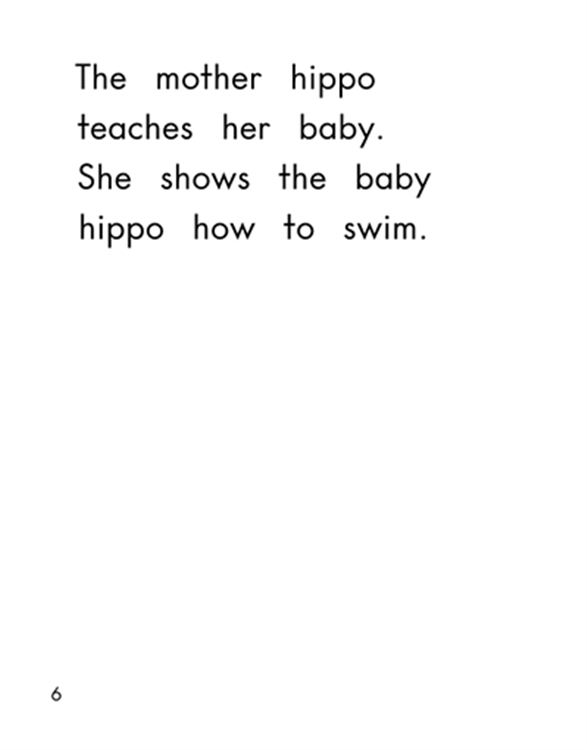 The mother hippo
teaches her baby.
She shows the baby
hippo how to swim.
6